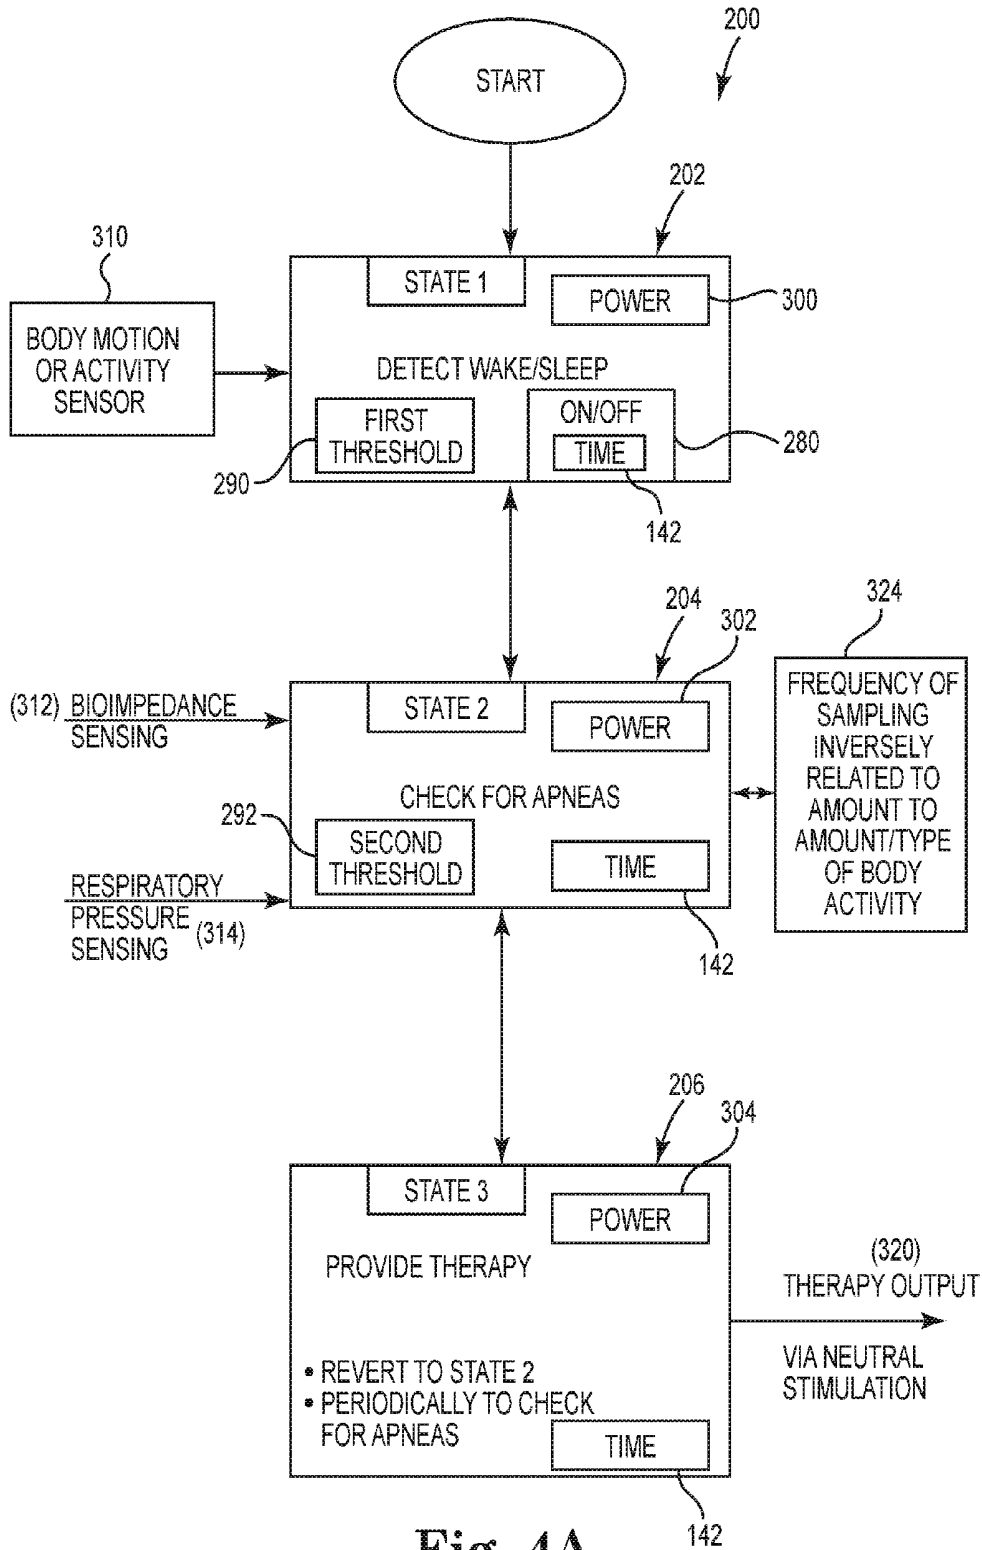 200
START
202
310
STATE 1
POWER
300
BODY MOTION
OR ACTIVITY
SENSOR
DETECT WAKE/SLEEP
FIRST
THRESHOLD
ON/OFF
TIME
280
290
142
324
204
302
(312) BIOIMPEDANCE
SENSING
STATE 2
POWER
FREQUENCY OF
SAMPLING
INVERSELY
RELATED TO
AMOUNT TO
AMOUNT/TYPE
OF BODY
ACTIVITY
CHECK FOR APNEAS
292
SECOND
THRESHOLD
TIME
RESPIRATORY
PRESSURE
SENSING (314)
142
206
304
STATE 3
POWER
PROVIDE THERAPY
(320)
THERAPY OUTPUT
VIA NEUTRAL
STIMULATION
• REVERT TO STATE 2
• PERIODICALLY TO CHECK
FOR APNEAS
TIME
142
Fig. 4A